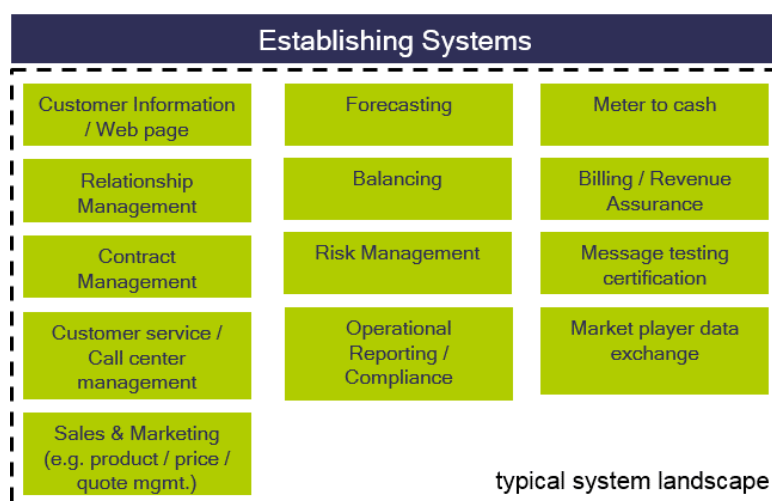 Establishing Systems
Customer Information
/ Web page
Relationship
Management
Contract
Management
Customer service /
Call center
management
Sales & Marketing
(e.g. product / price /
quote mgmt.)
Forecasting
Balancing
Risk Management
Operational
Reporting /
Compliance
Meter to cash
Billing / Revenue
Assurance
Message testing
certification
Market player data
exchange
typical system landscape